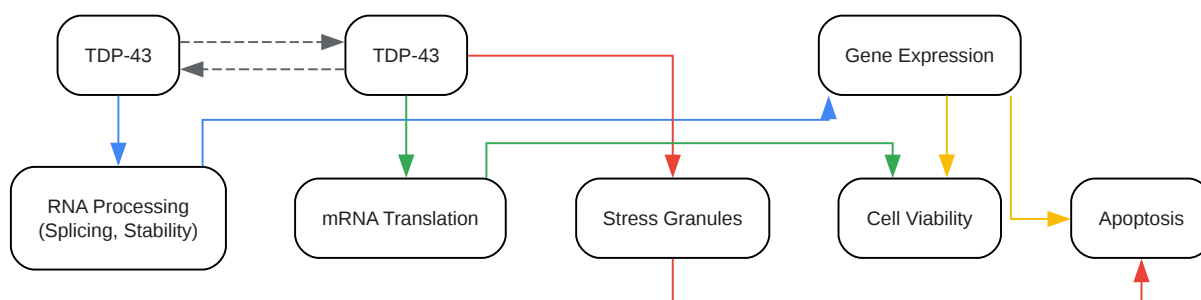 TDP-43
TDP-43
Gene Expression
RNA Processing
(Splicing, Stability)
mRNA Translation
Stress Granules
Cell Viability
Apoptosis